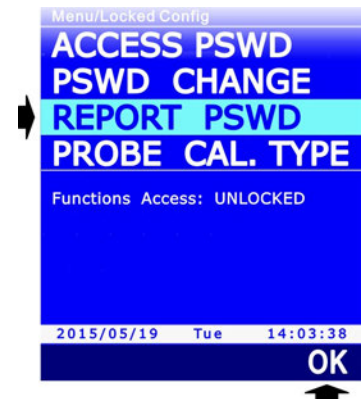 Menu/Locked Config
ACCESS PSWD
PSWD CHANGE
REPORT PSWD
PROBE CAL. TYPE
Functions Access: UNLOCKED
2015/05/19 Tue 14:03:38
OK